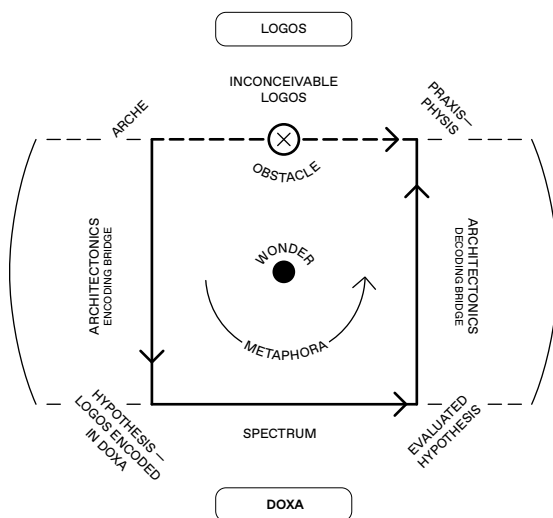 LOGOS
INCONCEIVABLE
LOGOS
ARCHE
PRAXIS—
PHYSIS
OBSTACLE
WONDER
METAPHORA
ARCHITECTONICS
ENCODING BRIDGE
ARCHITECTONICS
DECODING BRIDGE
HYPOTHESIS —
LOGOS ENCODED
IN DOXA
SPECTRUM
EVALUATED
HYPOTHESIS
DOXA